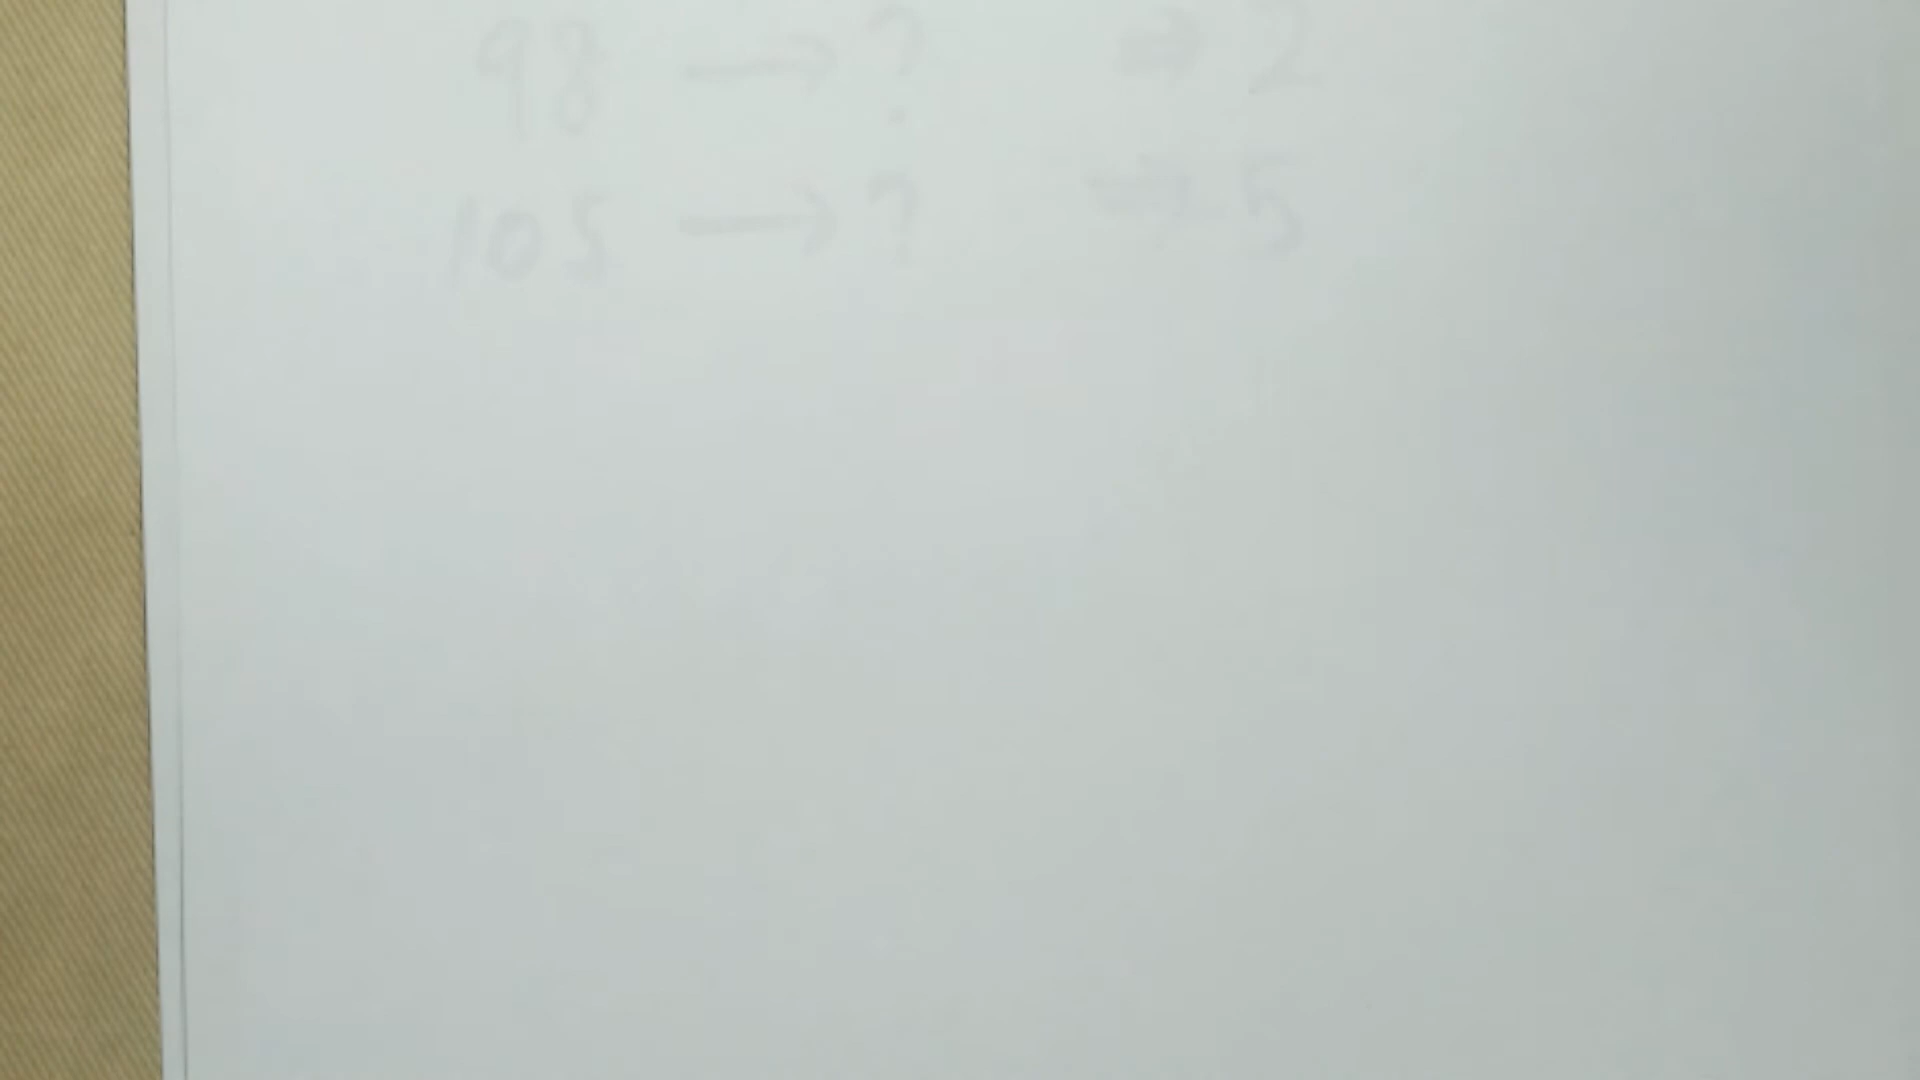 98 → ? ⇒ 2
105 → ? ⇒ 5